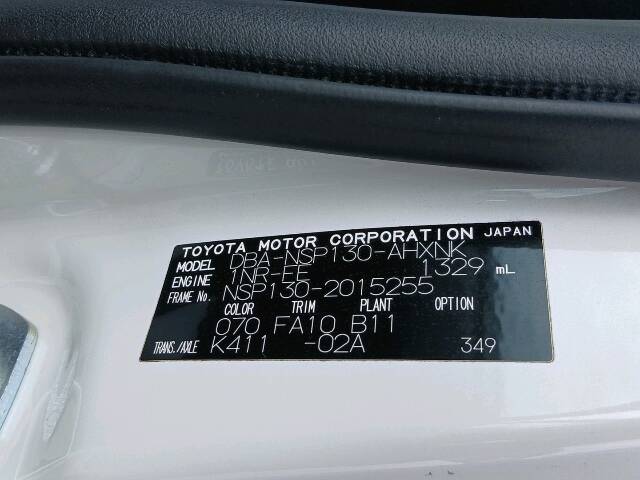 TOYOTA MOTOR CORPORATION JAPAN
MODEL DBA-NSP130-AHXNK
ENGINE 1NR-FE 1329 mL
FRAME No. NSP130-2015255
COLOR TRIM PLANT OPTION
070 FA10 B11
TRANS./AXLE K411 -02A 349